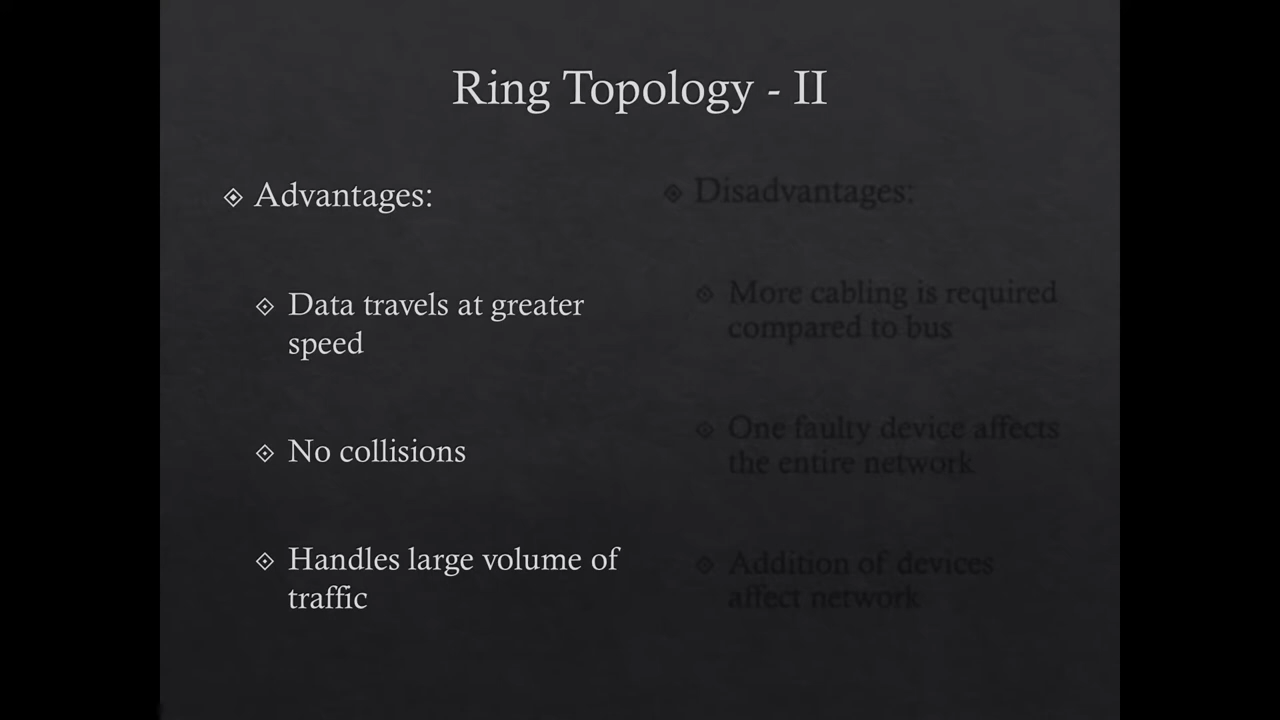 Ring Topology - II
Advantages:
Data travels at greater
speed
No collisions
Handles large volume of
traffic
Disadvantages:
More cabling is required
compared to bus
One faulty device affects
the entire network
Addition of devices
affect network